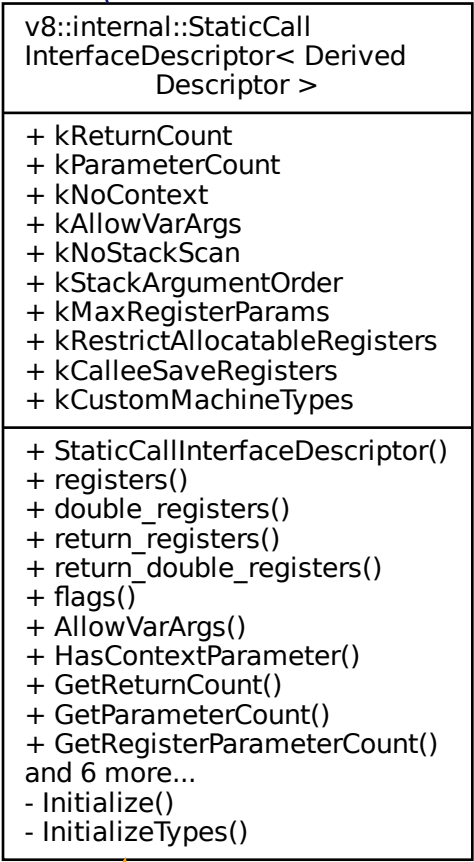 v8::internal::StaticCall
InterfaceDescriptor< Derived
Descriptor >
+ kReturnCount
+ kParameterCount
+ kNoContext
+ kAllowVarArgs
+ kNoStackScan
+ kStackArgumentOrder
+ kMaxRegisterParams
+ kRestrictAllocatableRegisters
+ kCalleeSaveRegisters
+ kCustomMachineTypes
+ StaticCallInterfaceDescriptor()
+ registers()
+ double_registers()
+ return_registers()
+ return_double_registers()
+ flags()
+ AllowVarArgs()
+ HasContextParameter()
+ GetReturnCount()
+ GetParameterCount()
+ GetRegisterParameterCount()
and 6 more...
- Initialize()
- InitializeTypes()